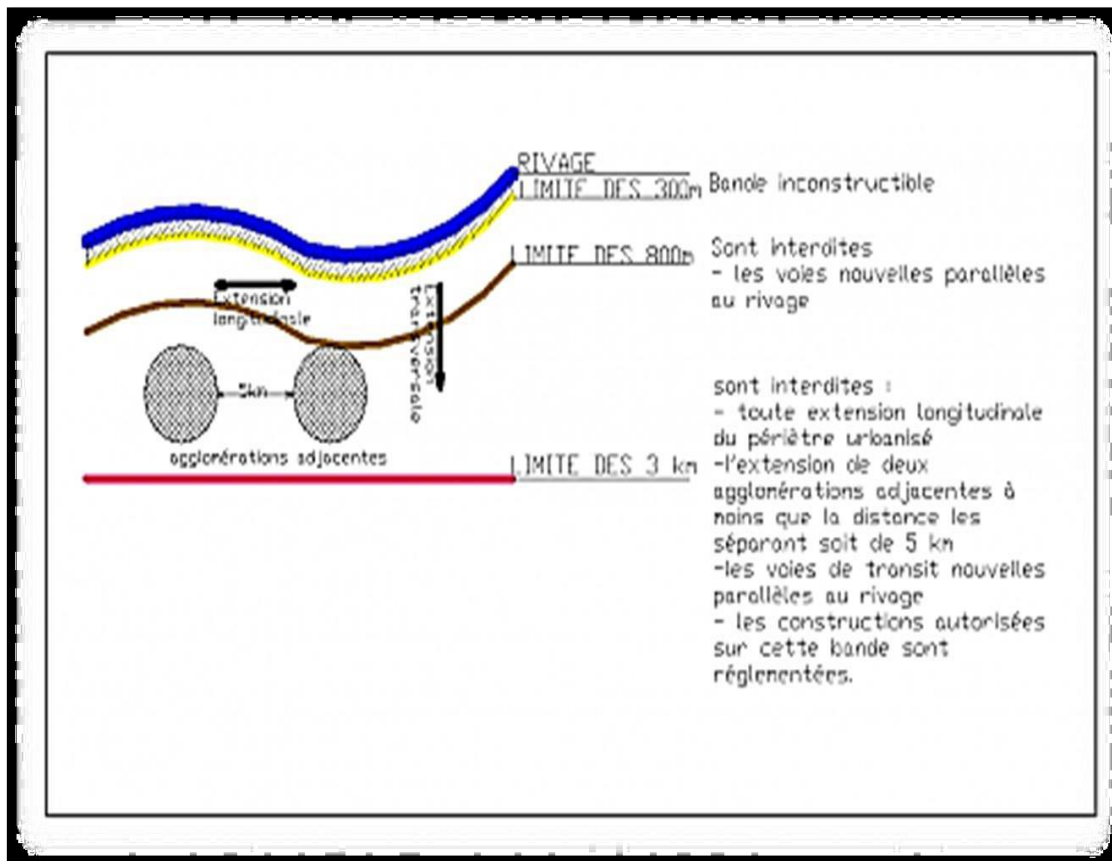 RIVAGE
LIMITE DES 300m
Bande inconstructible
LIMITE DES 800m
Sont interdites
- les voies nouvelles parallèles
au rivage
Extension
longitudinale
Extension
transversale
5km
agglomérations adjacentes
LIMITE DES 3 km
sont interdites :
- toute extension longitudinale
du périètre urbanisé
-l'extension de deux
agglomérations adjacentes à
moins que la distance les
séparant soit de 5 km
-les voies de transit nouvelles
parallèles au rivage
- les constructions autorisées
sur cette bande sont
réglementées.